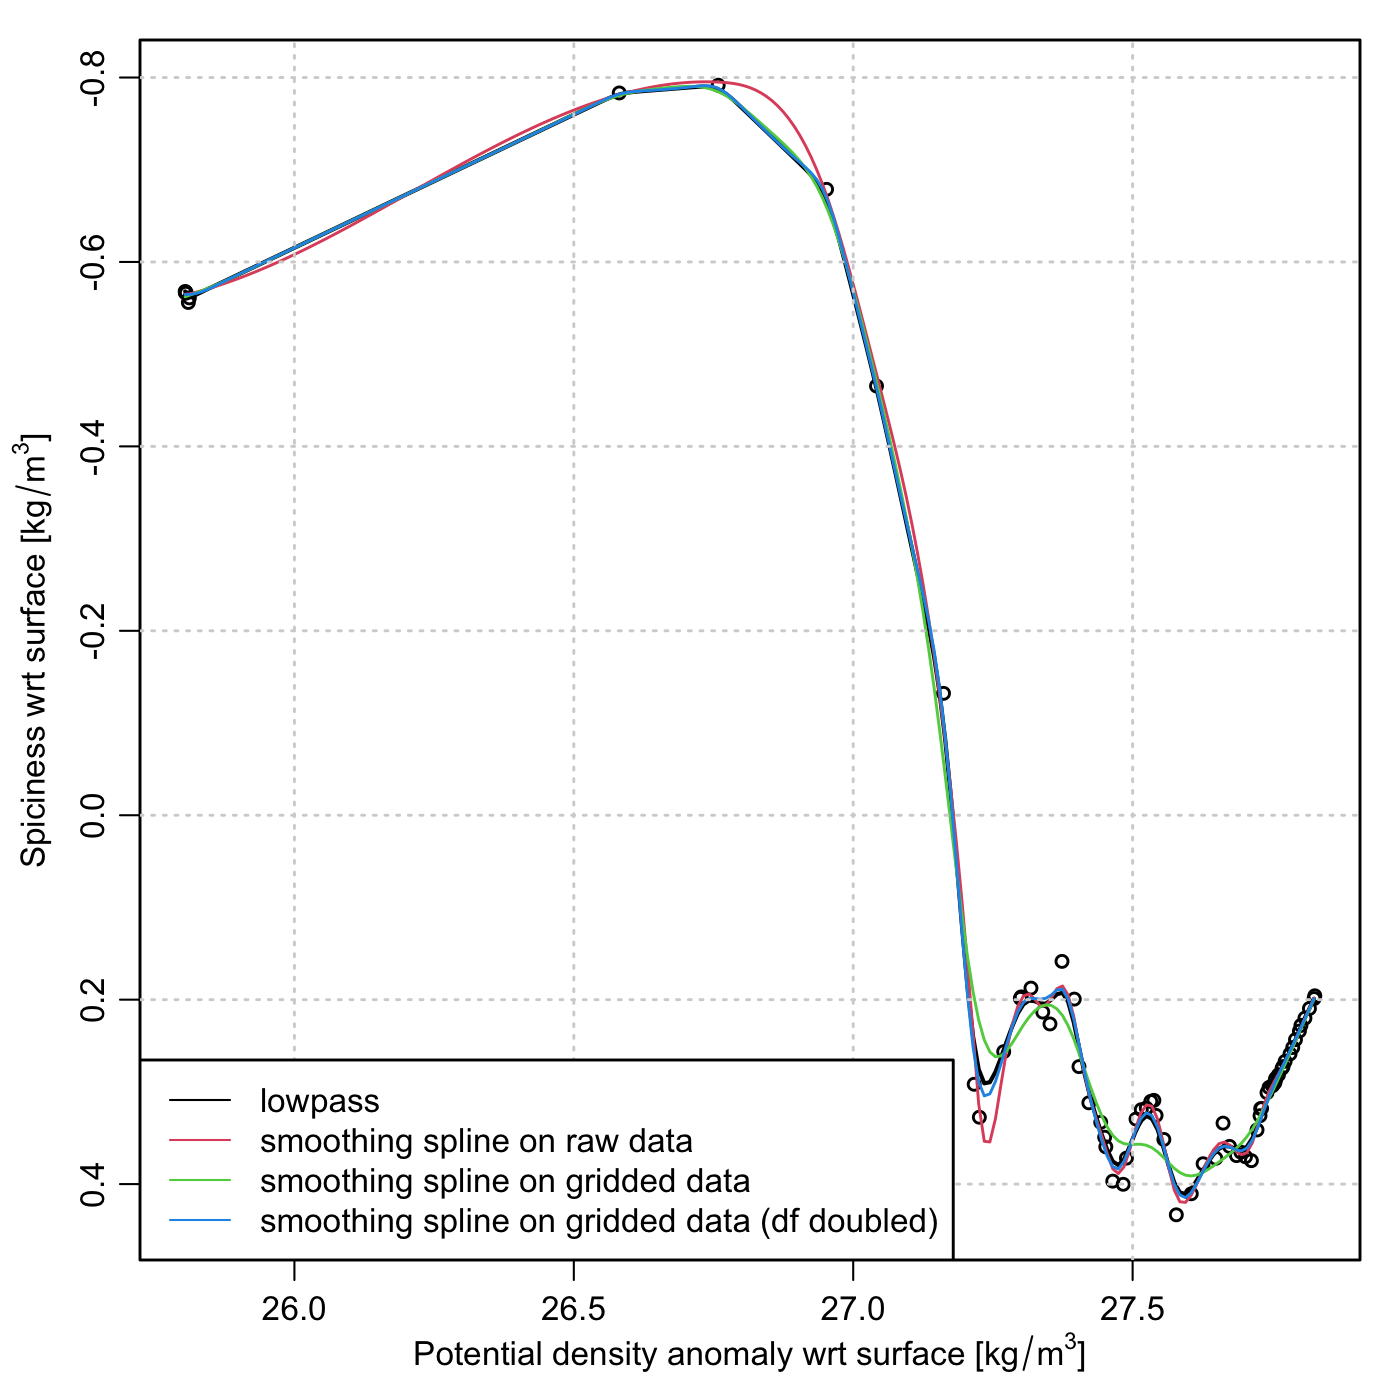 -0.8
-0.6
-0.4
-0.2
0.0
0.2
0.4
Spiciness wrt surface [kg/m³]
lowpass
smoothing spline on raw data
smoothing spline on gridded data
smoothing spline on gridded data (df doubled)
26.0 26.5 27.0 27.5
Potential density anomaly wrt surface [kg/m³]